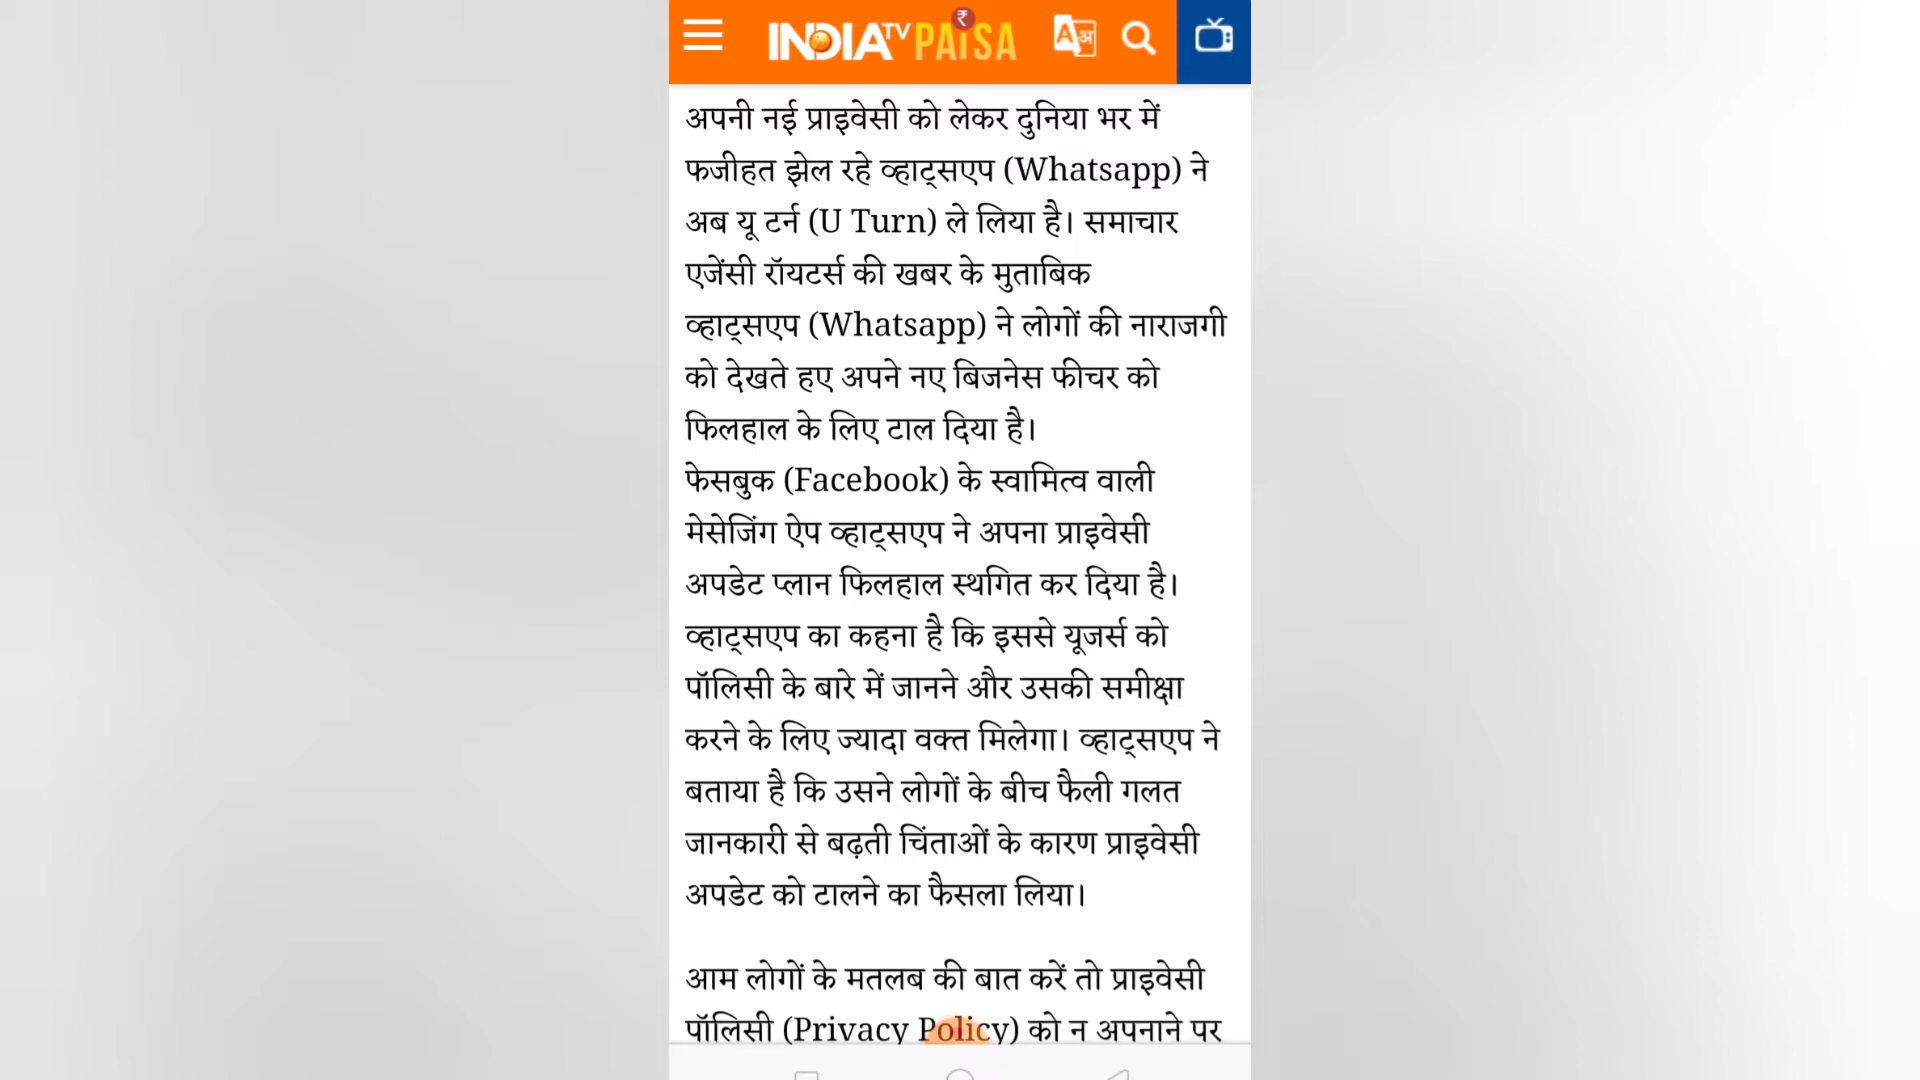 INDIA TV PAISA
अपनी नई प्राइवेसी को लेकर दुनिया भर में
फजीहत झेल रहे व्हाट्सएप (Whatsapp) ने
अब यू टर्न (U Turn) ले लिया है। समाचार
एजेंसी रॉयटर्स की खबर के मुताबिक
व्हाट्सएप (Whatsapp) ने लोगों की नाराजगी
को देखते हए अपने नए बिजनेस फीचर को
फिलहाल के लिए टाल दिया है।
फेसबुक (Facebook) के स्वामित्व वाली
मेसेजिंग ऐप व्हाट्सएप ने अपना प्राइवेसी
अपडेट प्लान फिलहाल स्थगित कर दिया है।
व्हाट्सएप का कहना है कि इससे यूजर्स को
पॉलिसी के बारे में जानने और उसकी समीक्षा
करने के लिए ज्यादा वक्त मिलेगा। व्हाट्सएप ने
बताया है कि उसने लोगों के बीच फैली गलत
जानकारी से बढ़ती चिंताओं के कारण प्राइवेसी
अपडेट को टालने का फैसला लिया।
आम लोगों के मतलब की बात करें तो प्राइवेसी
पॉलिसी (Privacy Policy) को न अपनाने पर